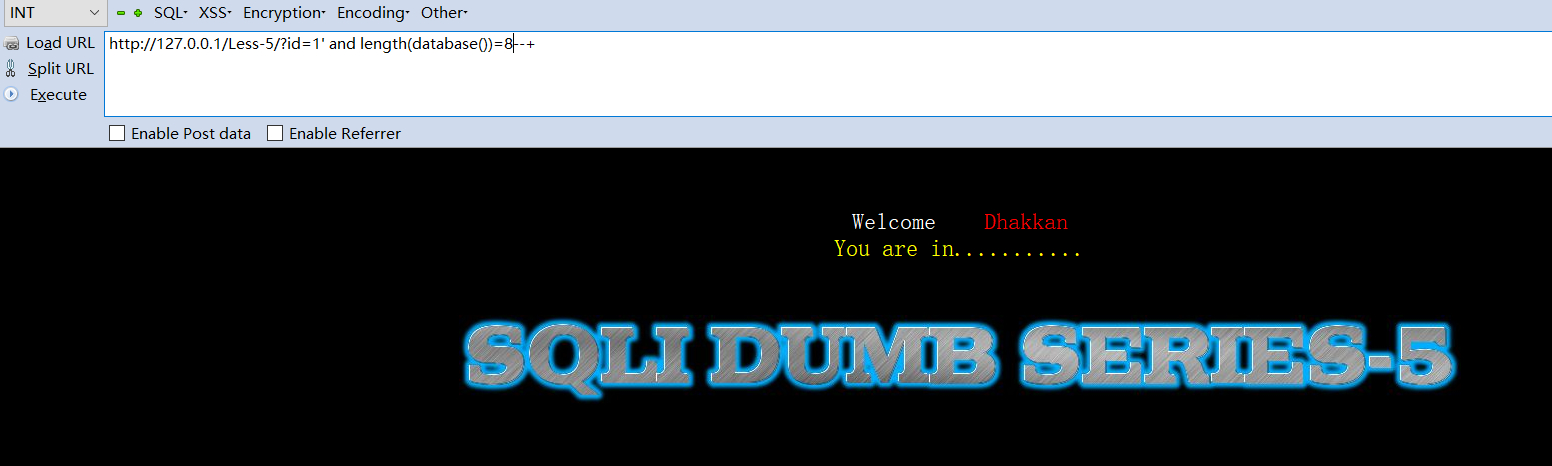 INT SQL XSS Encryption Encoding Other
Load URL http://127.0.0.1/Less-5/?id=1' and length(database())=8--+
Split URL
Execute
Enable Post data Enable Referrer
Welcome Dhakkan
You are in...........
SQLI DUMB SERIES-5